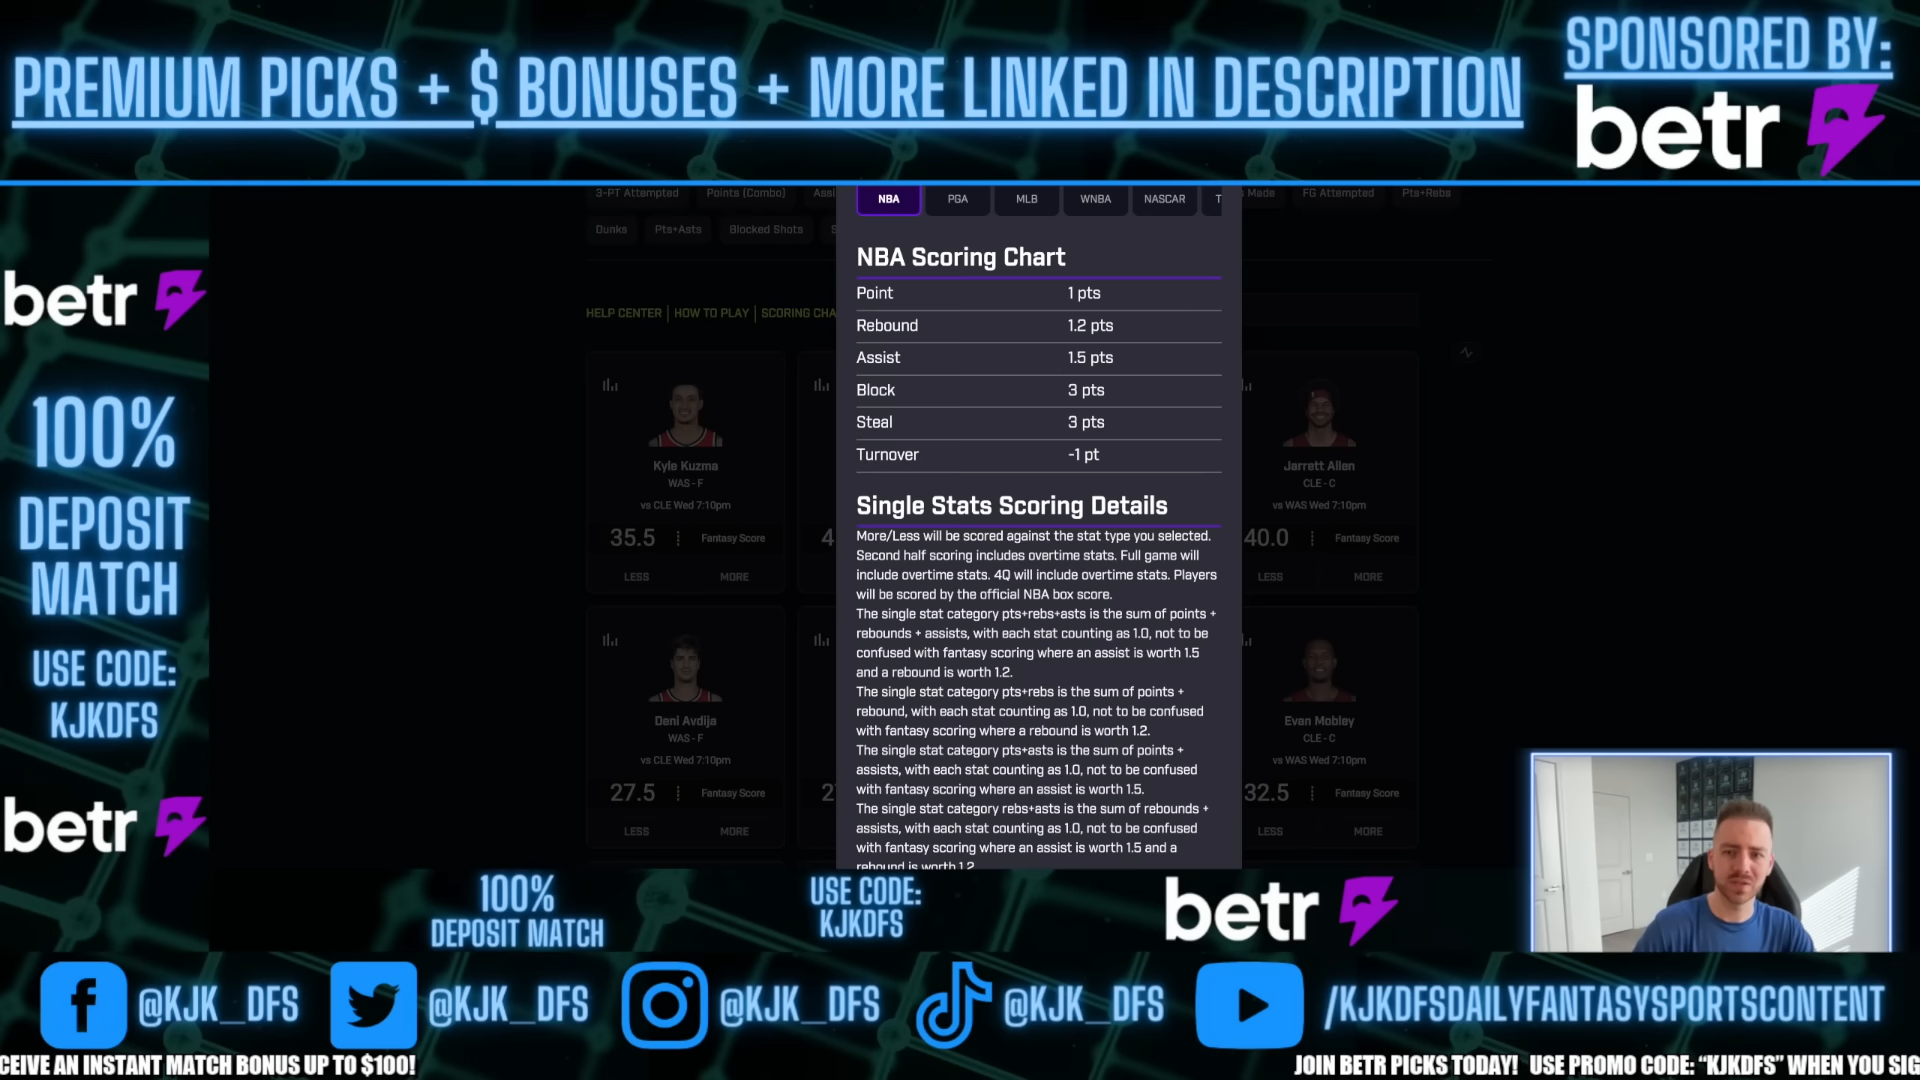 PREMIUM PICKS + $ BONUSES + MORE LINKED IN DESCRIPTION
SPONSORED BY:
betr
3-PT Attempted
Points (Combo)
Assi
Made
FG Attempted
Pts+Rebs
NBA
PGA
MLB
WNBA
NASCAR
T
Dunks
Pts+Asts
Blocked Shots
S
NBA Scoring Chart
Point 1 pts
Rebound 1.2 pts
Assist 1.5 pts
Block 3 pts
Steal 3 pts
Turnover -1 pt
Single Stats Scoring Details
More/Less will be scored against the stat type you selected.
Second half scoring includes overtime stats. Full game will
include overtime stats. 4Q will include overtime stats. Players
will be scored by the official NBA box score.
The single stat category pts+rebs+asts is the sum of points +
rebounds + assists, with each stat counting as 1.0, not to be
confused with fantasy scoring where an assist is worth 1.5
and a rebound is worth 1.2.
The single stat category pts+rebs is the sum of points +
rebound, with each stat counting as 1.0, not to be confused
with fantasy scoring where a rebound is worth 1.2.
The single stat category pts+asts is the sum of points +
assists, with each stat counting as 1.0, not to be confused
with fantasy scoring where an assist is worth 1.5.
The single stat category rebs+asts is the sum of rebounds +
assists, with each stat counting as 1.0, not to be confused
with fantasy scoring where an assist is worth 1.5 and a
rebound is worth 1.2
HELP CENTER | HOW TO PLAY | SCORING CHA
Kyle Kuzma
WAS - F
vs CLE Wed 7:10pm
35.5 Fantasy Score
LESS MORE
4
Jarrett Allen
CLE - C
vs WAS Wed 7:10pm
40.0 Fantasy Score
LESS MORE
Deni Avdija
WAS - F
vs CLE Wed 7:10pm
27.5 Fantasy Score
LESS MORE
2
Evan Mobley
CLE - C
vs WAS Wed 7:10pm
32.5 Fantasy Score
LESS MORE
betr
100%
DEPOSIT
MATCH
USE CODE:
KJKDFS
betr
100%
DEPOSIT MATCH
USE CODE:
KJKDFS
betr
@KJK_DFS
@KJK_DFS
@KJK_DFS
@KJK_DFS
/KJKDFSDAILYFANTASYSPORTSCONTENT
CEIVE AN INSTANT MATCH BONUS UP TO $100!
JOIN BETR PICKS TODAY! USE PROMO CODE: “KJKDFS” WHEN YOU SIG